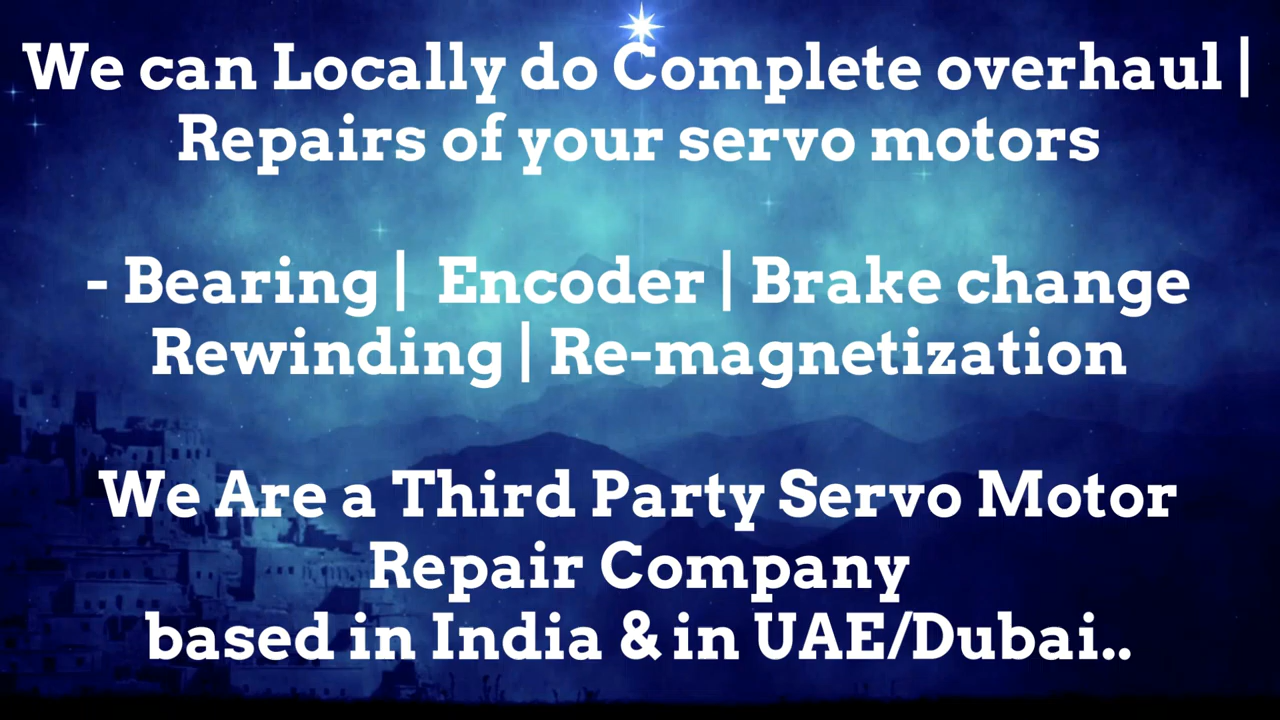 We can Locally do Complete overhaul |
Repairs of your servo motors
- Bearing | Encoder | Brake change
Rewinding | Re-magnetization
We Are a Third Party Servo Motor
Repair Company
based in India & in UAE/Dubai..